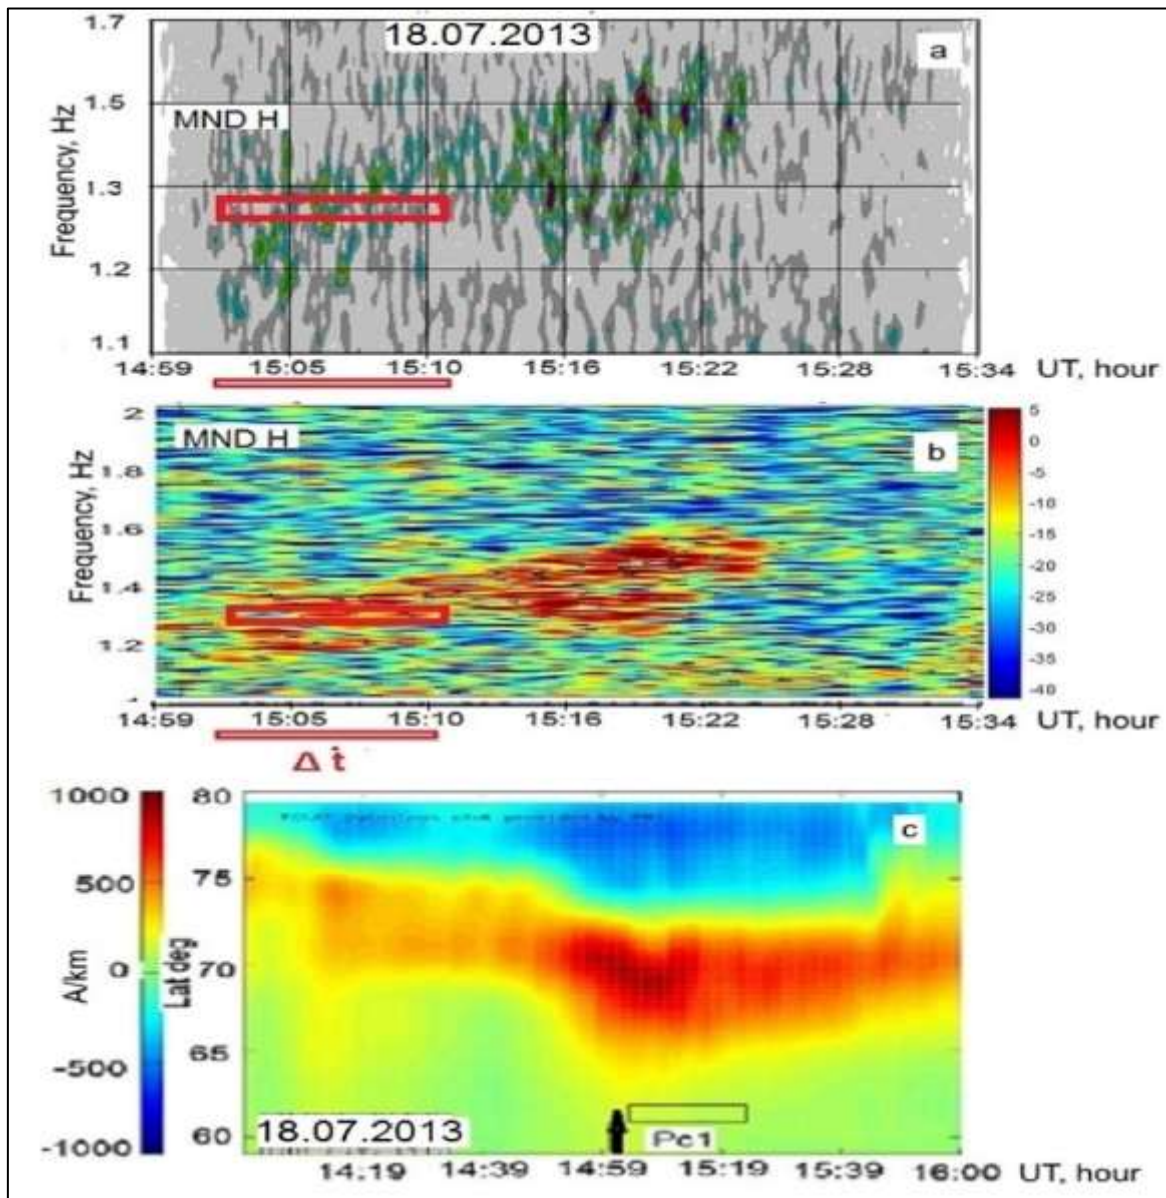 1.7
18.07.2013
a
1.5
MND H
Frequency, Hz
1.3
1.2
1.1
14:59 15:05 15:10 15:16 15:22 15:28 15:34 UT, hour
2
MND H
b
1.8
Frequency, Hz
1.6
1.4
1.2
5
0
-5
-10
-15
-20
-25
-30
-35
-40
14:59 15:05 15:10 15:16 15:22 15:28 15:34 UT, hour
Δ t
1000
500
0
-500
-1000
A/km
80
75
70
65
60
Lat deg
c
18.07.2013
Pc1
14:19 14:39 14:59 15:19 15:39 16:00 UT, hour